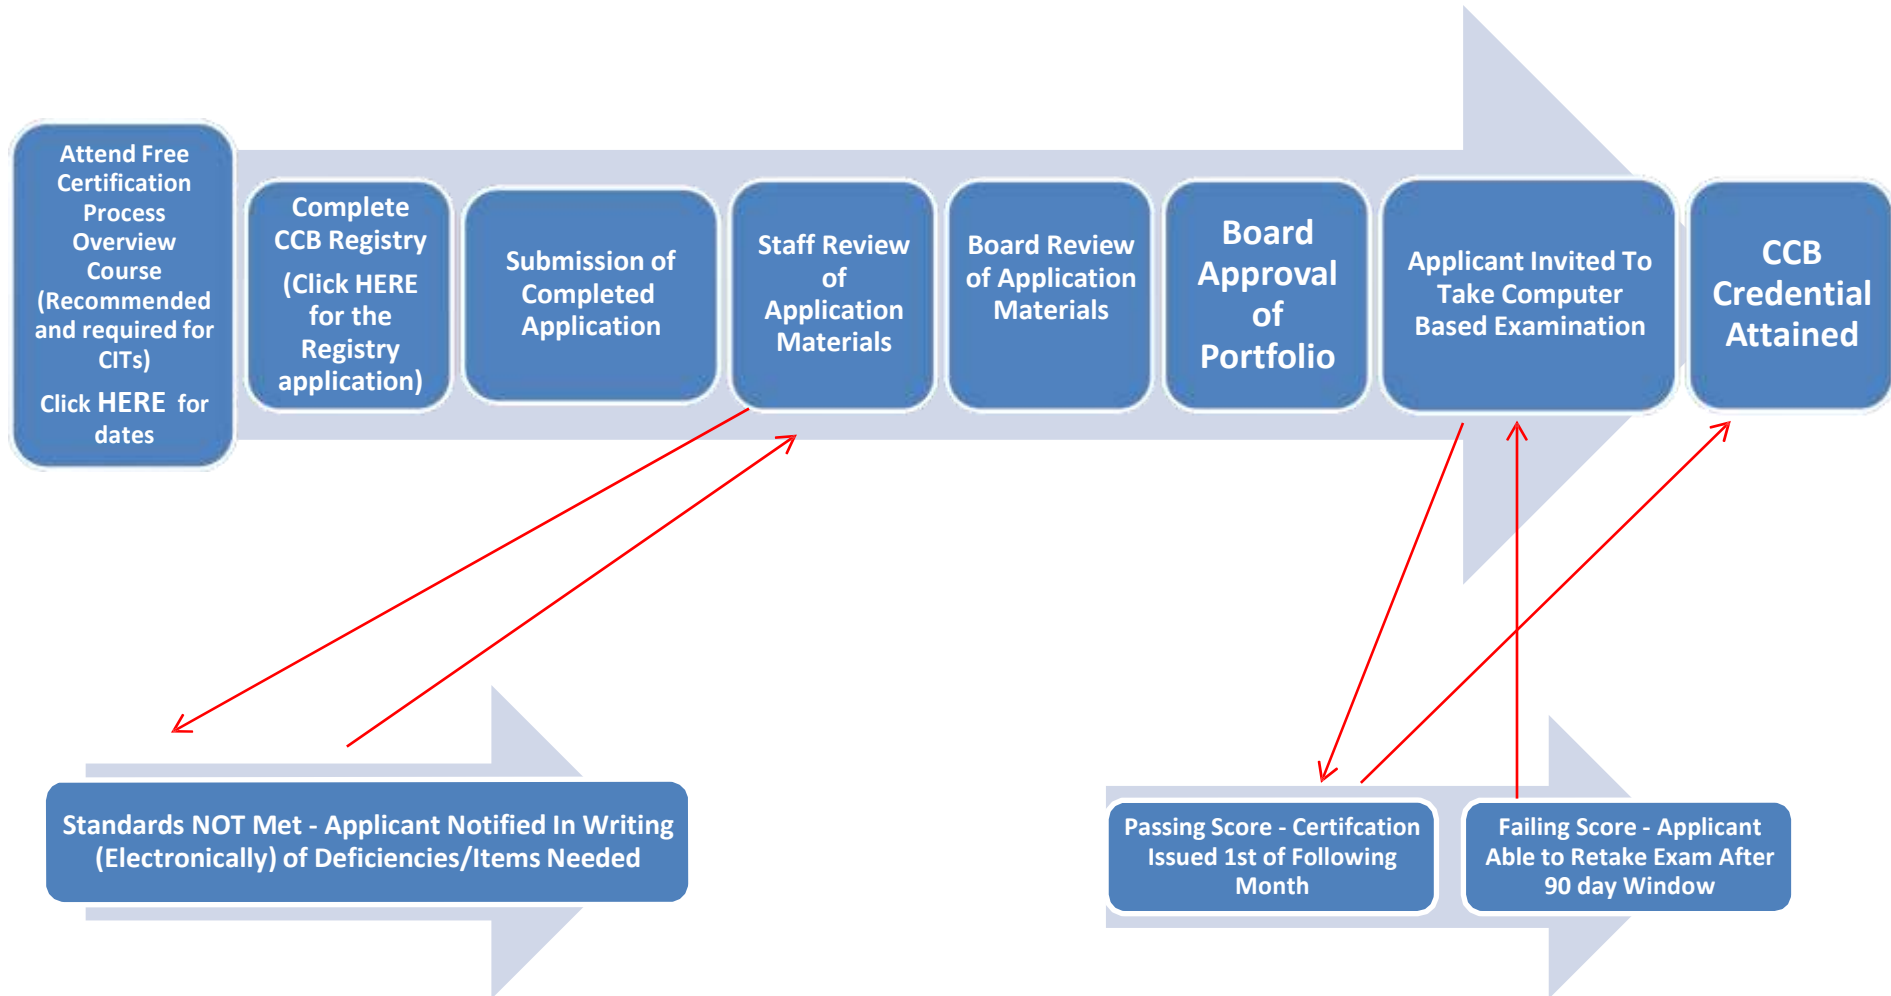 Attend Free
Certification
Process
Overview
Course
(Recommended
and required for
CITs)
Click HERE for
dates
Complete
CCB Registry
(Click HERE
for the
Registry
application)
Submission of
Completed
Application
Staff Review
of
Application
Materials
Board Review
of Application
Materials
Board
Approval
of
Portfolio
Applicant Invited To
Take Computer
Based Examination
CCB
Credential
Attained
Standards NOT Met - Applicant Notified In Writing
(Electronically) of Deficiencies/Items Needed
Passing Score - Certifcation
Issued 1st of Following
Month
Failing Score - Applicant
Able to Retake Exam After
90 day Window